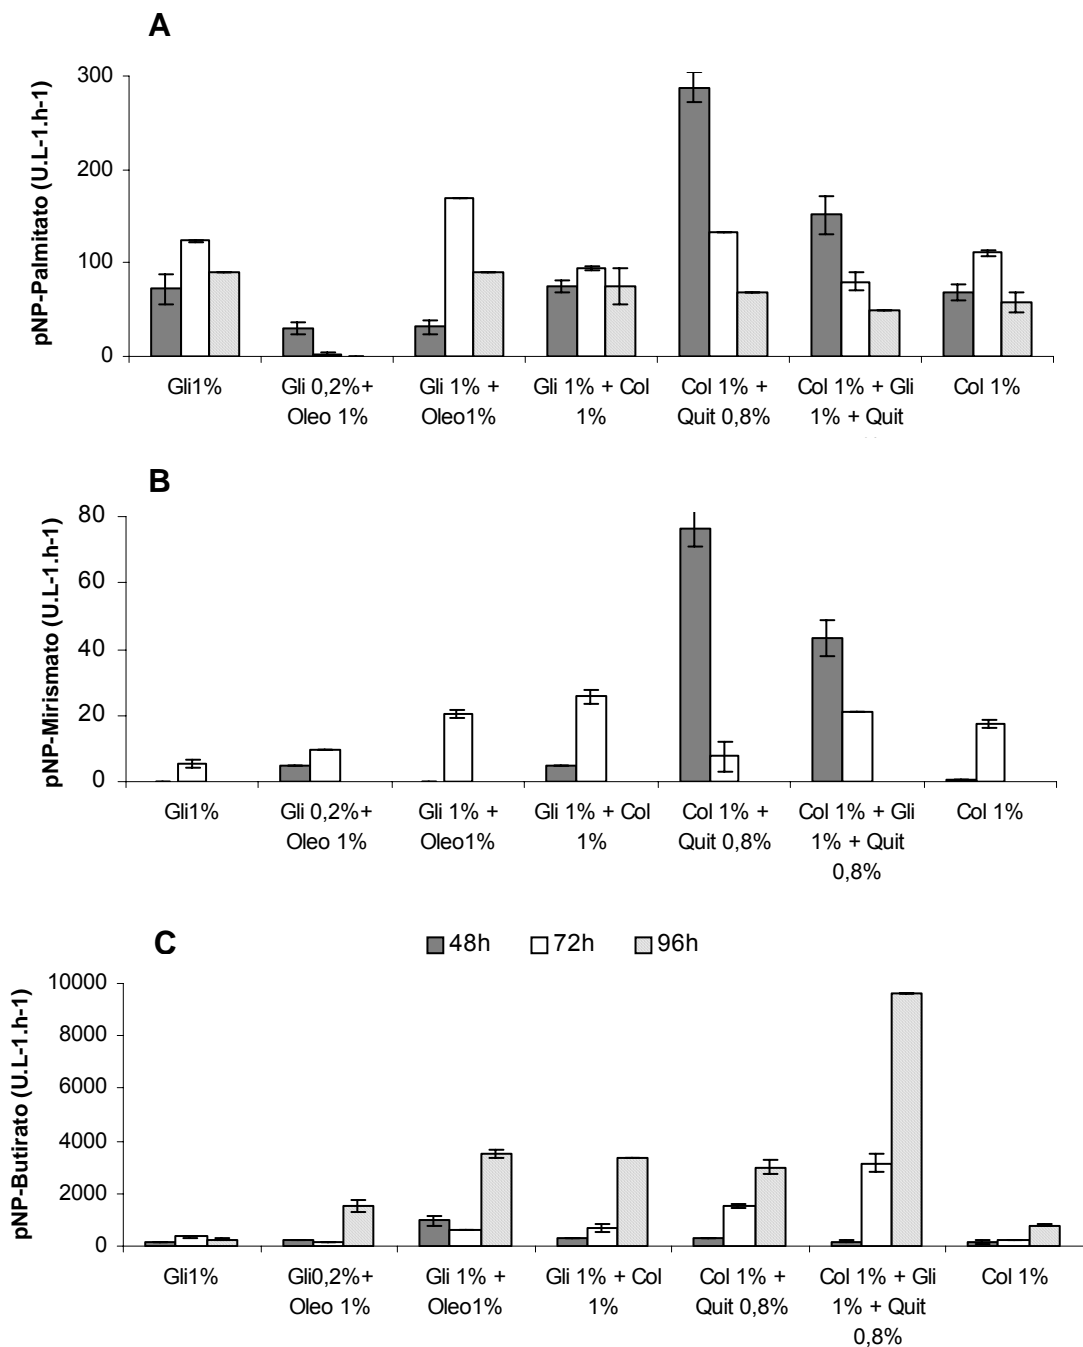 A
pNP-Palmitato (U.L-1.h-1)
300
200
100
0
Gli1%
Gli 0,2%+
Oleo 1%
Gli 1% +
Oleo1%
Gli 1% + Col
1%
Col 1% +
Quit 0,8%
Col 1% + Gli
1% + Quit
Col 1%
B
pNP-Mirismato (U.L-1.h-1)
80
60
40
20
0
Gli1%
Gli 0,2%+
Oleo 1%
Gli 1% +
Oleo1%
Gli 1% + Col
1%
Col 1% +
Quit 0,8%
Col 1% + Gli
1% + Quit
0,8%
Col 1%
C
48h
72h
96h
pNP-Butirato (U.L-1.h-1)
10000
8000
6000
4000
2000
0
Gli1%
Gli0,2%+
Oleo 1%
Gli 1% +
Oleo1%
Gli 1% + Col
1%
Col 1% +
Quit 0,8%
Col 1% + Gli
1% + Quit
0,8%
Col 1%